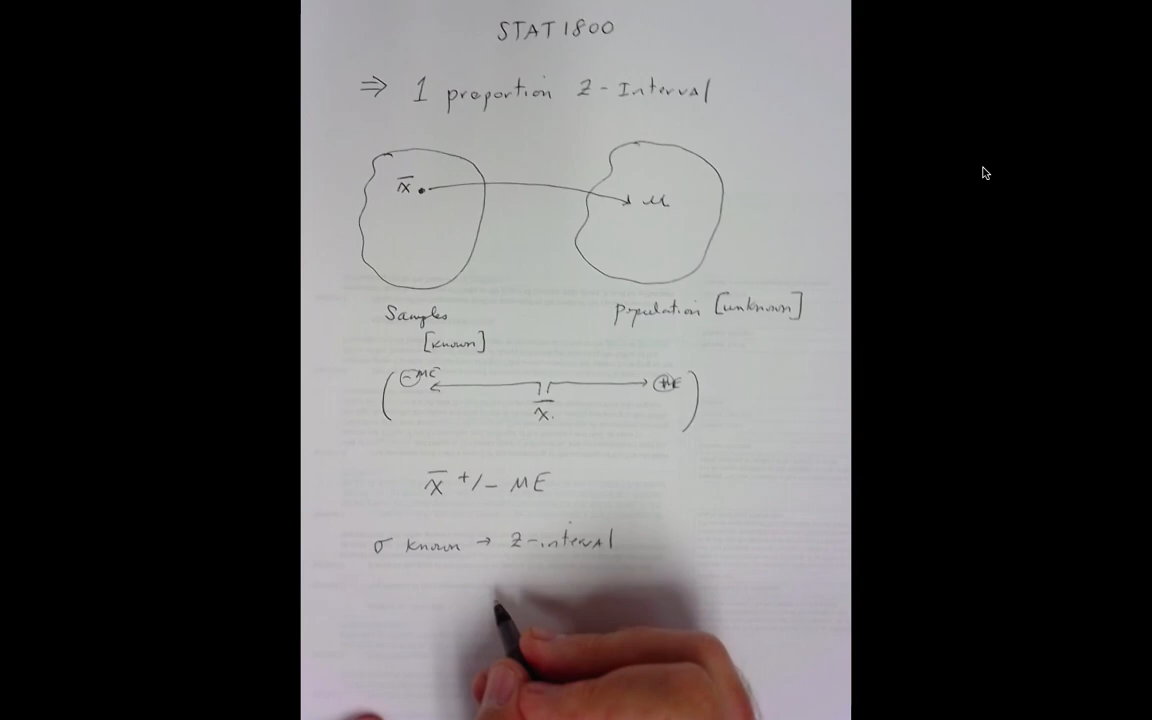 STAT 1800
⇒ 1 proportion Z-Interval
x̄ → μ
Samples
[known]
population [unknown]
( ⊖ME ← x̄ → ⊕ME )
x̄ +/- ME
σ known → Z-interval